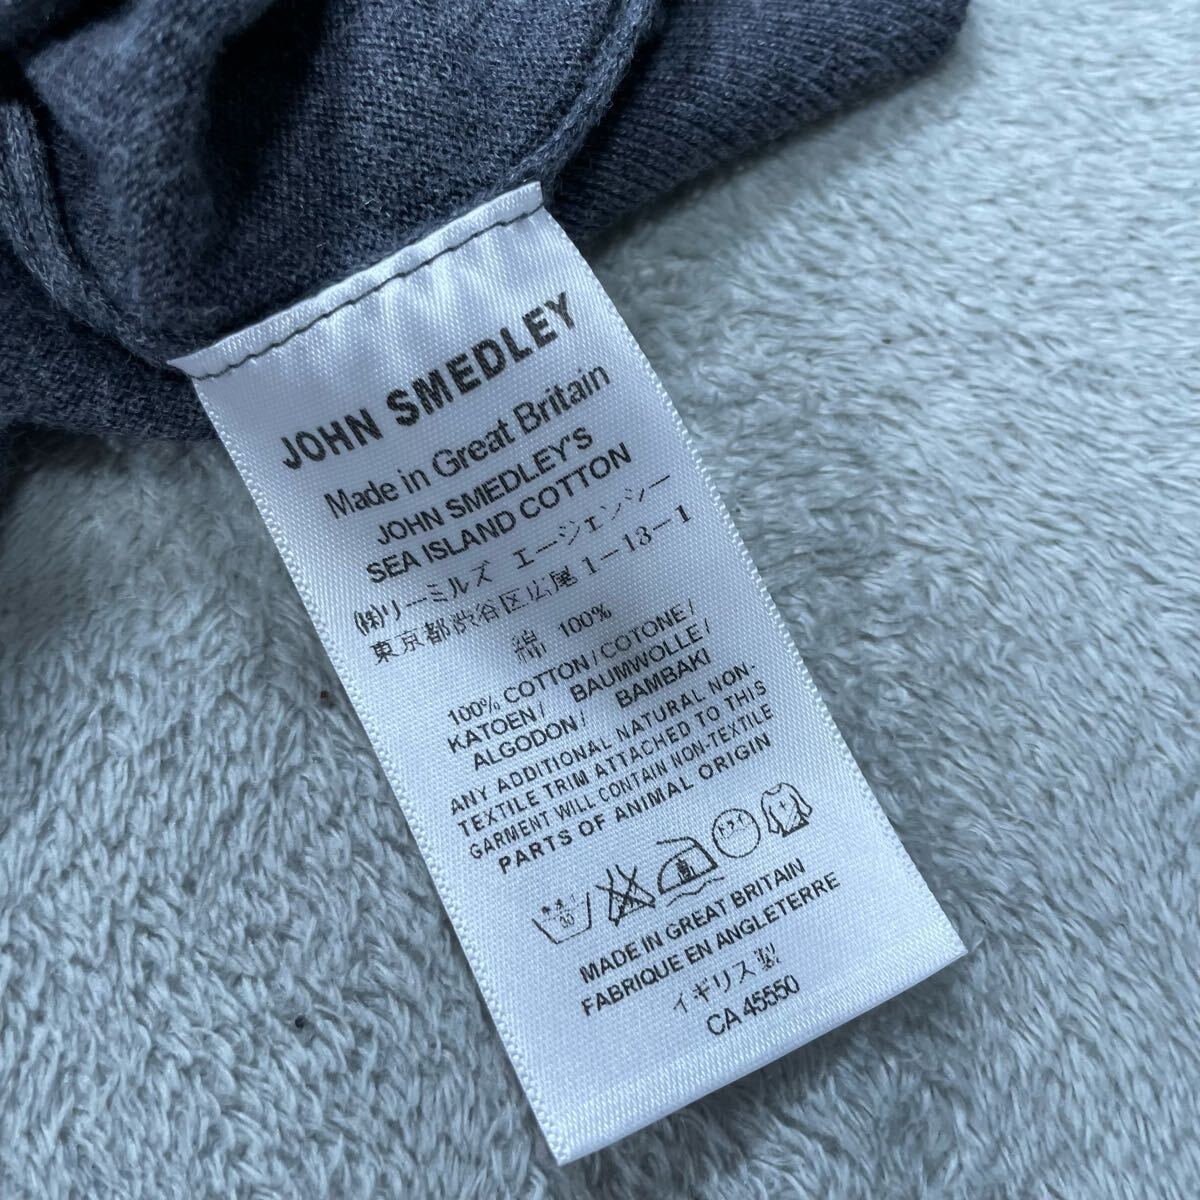 JOHN SMEDLEY
Made in Great Britain
JOHN SMEDLEY'S
SEA ISLAND COTTON
㈱リーミルズ エージェンシー
東京都渋谷区広尾1-13-1
綿 100%
100% COTTON / COTONE /
KATOEN / BAUMWOLLE /
ALGODON / BAMBAKI
ANY ADDITIONAL NATURAL NON-
TEXTILE TRIM ATTACHED TO THIS
GARMENT WILL CONTAIN NON-TEXTILE
PARTS OF ANIMAL ORIGIN
30 ドライ
MADE IN GREAT BRITAIN
FABRIQUE EN ANGLETERRE
イギリス製
CA 45550